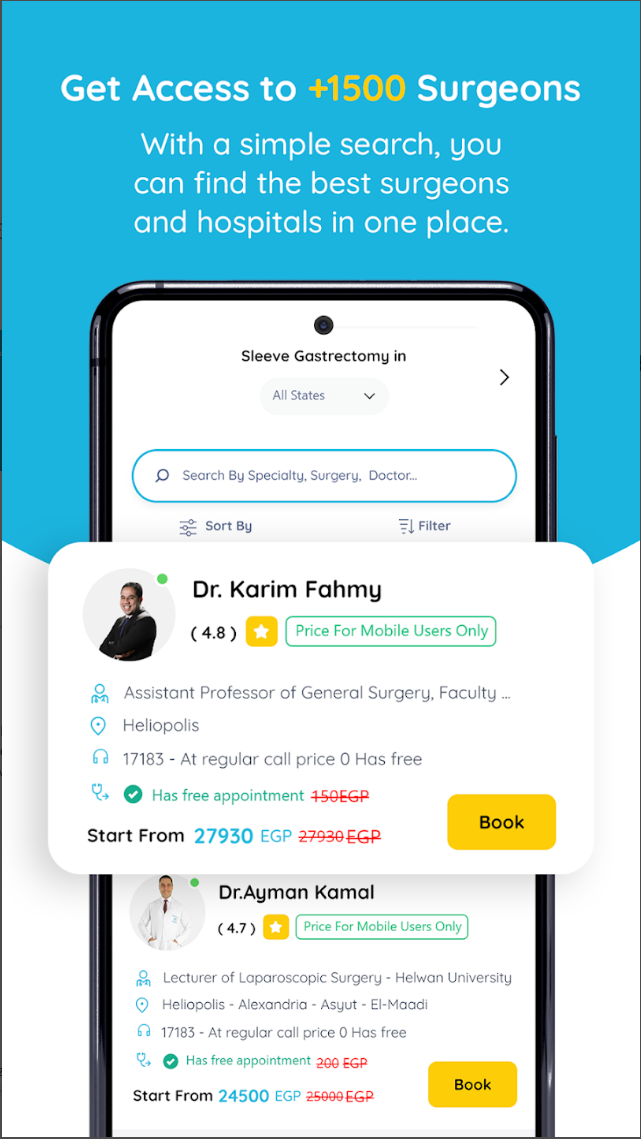 Get Access to +1500 Surgeons
With a simple search, you
can find the best surgeons
and hospitals in one place.
Sleeve Gastrectomy in
All States
Search By Specialty, Surgery, Doctor...
Sort By Filter
Dr. Karim Fahmy
( 4.8 ) Price For Mobile Users Only
Assistant Professor of General Surgery, Faculty ...
Heliopolis
17183 - At regular call price 0 Has free
Has free appointment 150EGP
Start From 27930 EGP 27930 EGP
Book
Dr.Ayman Kamal
( 4.7 ) Price For Mobile Users Only
Lecturer of Laparoscopic Surgery - Helwan University
Heliopolis - Alexandria - Asyut - El-Maadi
17183 - At regular call price 0 Has free
Has free appointment 200 EGP
Start From 24500 EGP 25000 EGP
Book